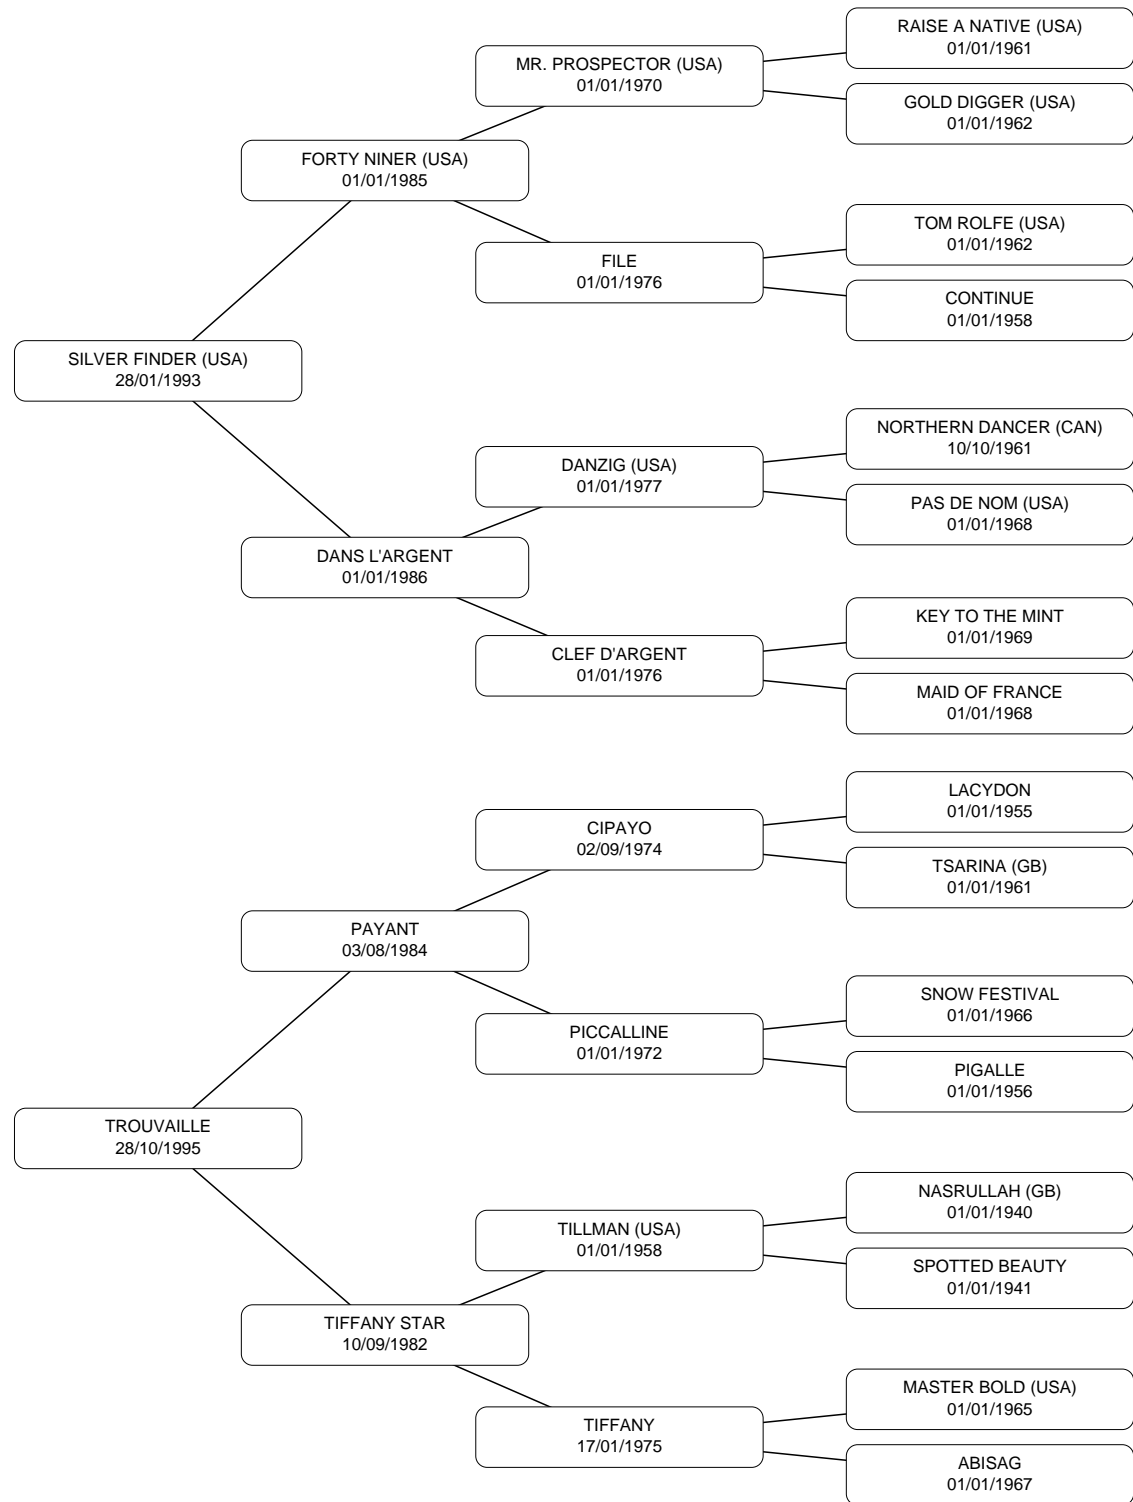 RAISE A NATIVE (USA)
01/01/1961
MR. PROSPECTOR (USA)
01/01/1970
GOLD DIGGER (USA)
01/01/1962
FORTY NINER (USA)
01/01/1985
TOM ROLFE (USA)
01/01/1962
FILE
01/01/1976
CONTINUE
01/01/1958
SILVER FINDER (USA)
28/01/1993
NORTHERN DANCER (CAN)
10/10/1961
DANZIG (USA)
01/01/1977
PAS DE NOM (USA)
01/01/1968
DANS L'ARGENT
01/01/1986
KEY TO THE MINT
01/01/1969
CLEF D'ARGENT
01/01/1976
MAID OF FRANCE
01/01/1968
LACYDON
01/01/1955
CIPAYO
02/09/1974
TSARINA (GB)
01/01/1961
PAYANT
03/08/1984
SNOW FESTIVAL
01/01/1966
PICCALLINE
01/01/1972
PIGALLE
01/01/1956
TROUVAILLE
28/10/1995
NASRULLAH (GB)
01/01/1940
TILLMAN (USA)
01/01/1958
SPOTTED BEAUTY
01/01/1941
TIFFANY STAR
10/09/1982
MASTER BOLD (USA)
01/01/1965
TIFFANY
17/01/1975
ABISAG
01/01/1967